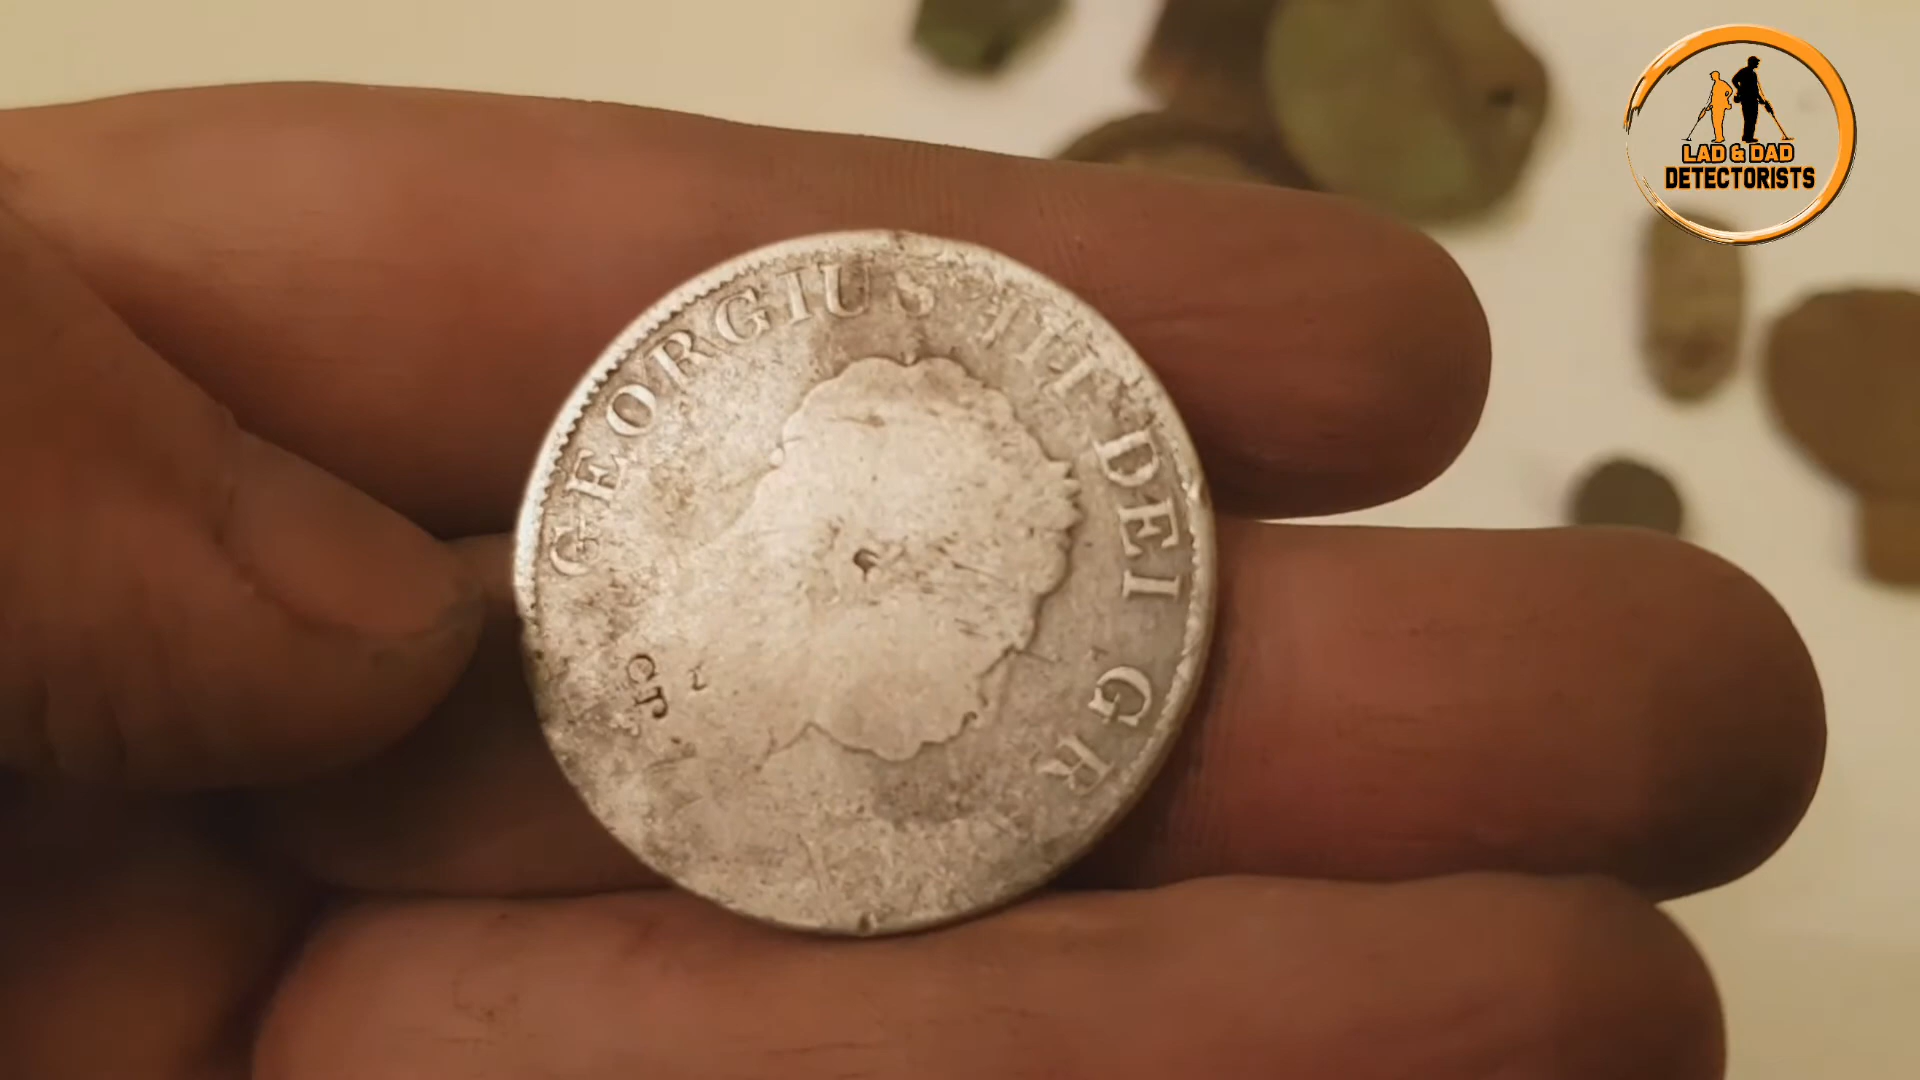 LAD & DAD
DETECTORISTS
GEORGIUS III DEI GR